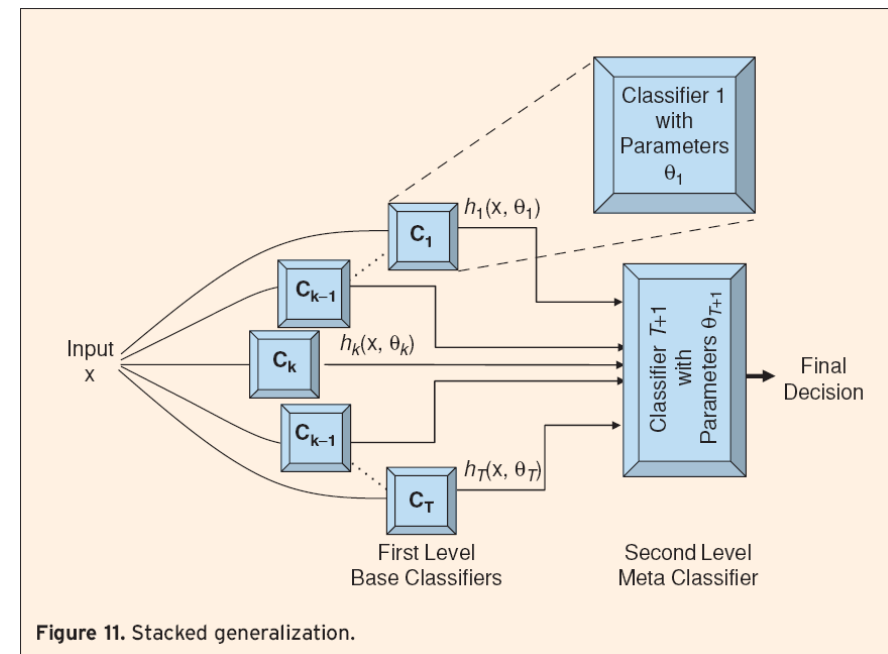 Classifier 1
with
Parameters
θ1
h1(x, θ1)
C1
Ck–1
Input
x
Ck
hk(x, θk)
Ck–1
hT(x, θT)
CT
Classifier T+1
with
Parameters θT+1
Final
Decision
First Level
Base Classifiers
Second Level
Meta Classifier
Figure 11. Stacked generalization.